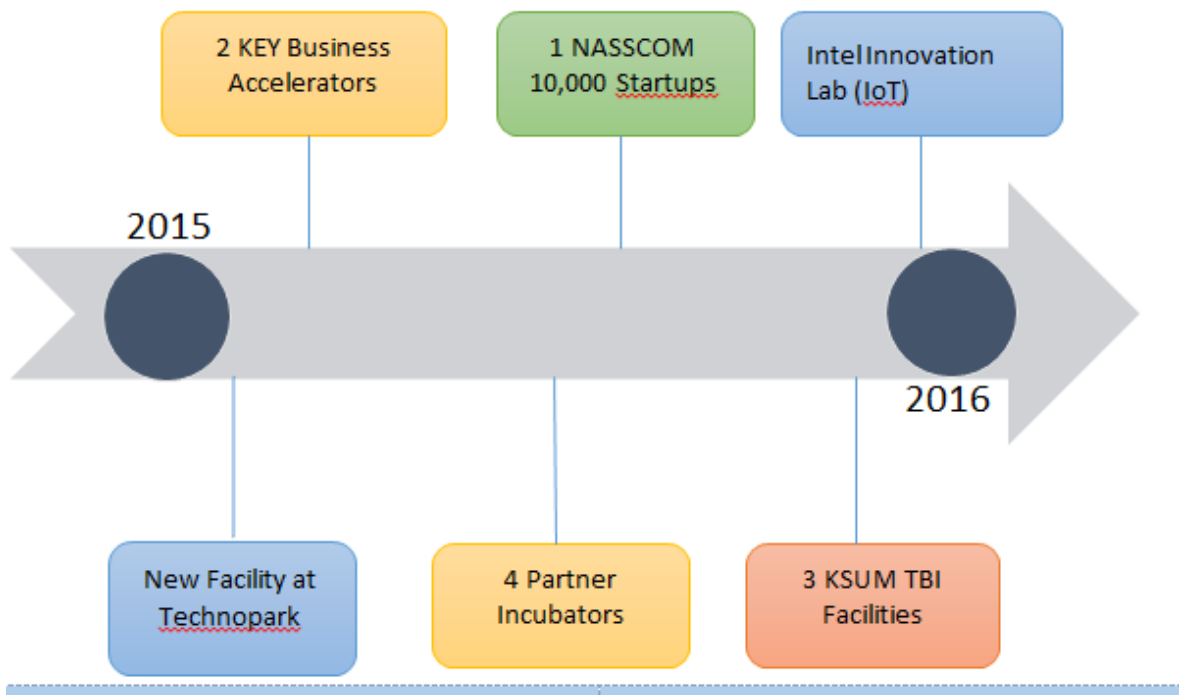 2 KEY Business
Accelerators
1 NASSCOM
10,000 Startups
Intel Innovation
Lab (IoT)
2015
2016
New Facility at
Technopark
4 Partner
Incubators
3 KSUM TBI
Facilities